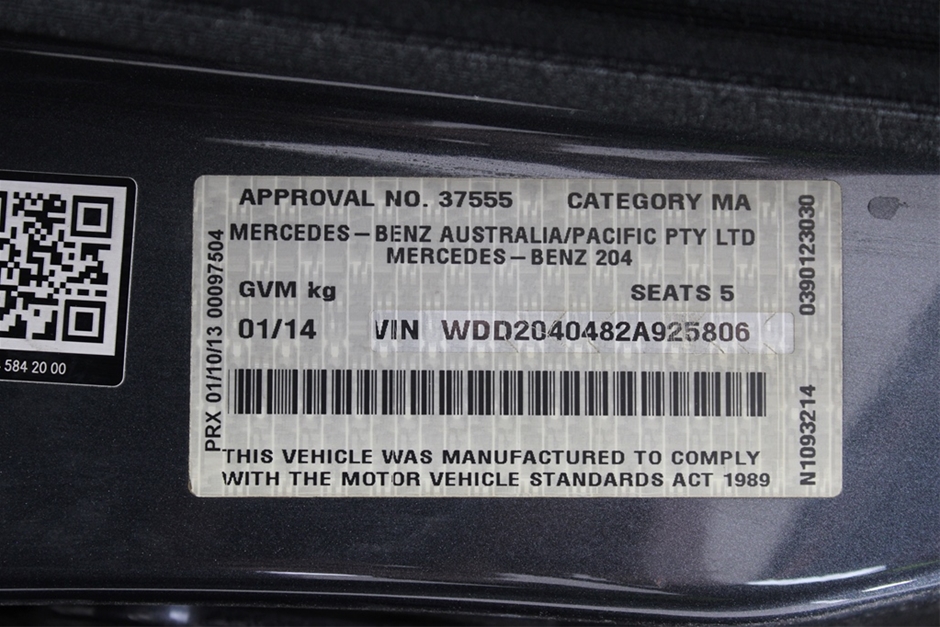 APPROVAL NO. 37555 CATEGORY MA
MERCEDES-BENZ AUSTRALIA/PACIFIC PTY LTD
MERCEDES-BENZ 204
GVM kg SEATS 5
01/14 VIN WDD2040482A925806
THIS VEHICLE WAS MANUFACTURED TO COMPLY
WITH THE MOTOR VEHICLE STANDARDS ACT 1989
PRX 01/10/13 00097504
0390123030
N1093214
584 20 00